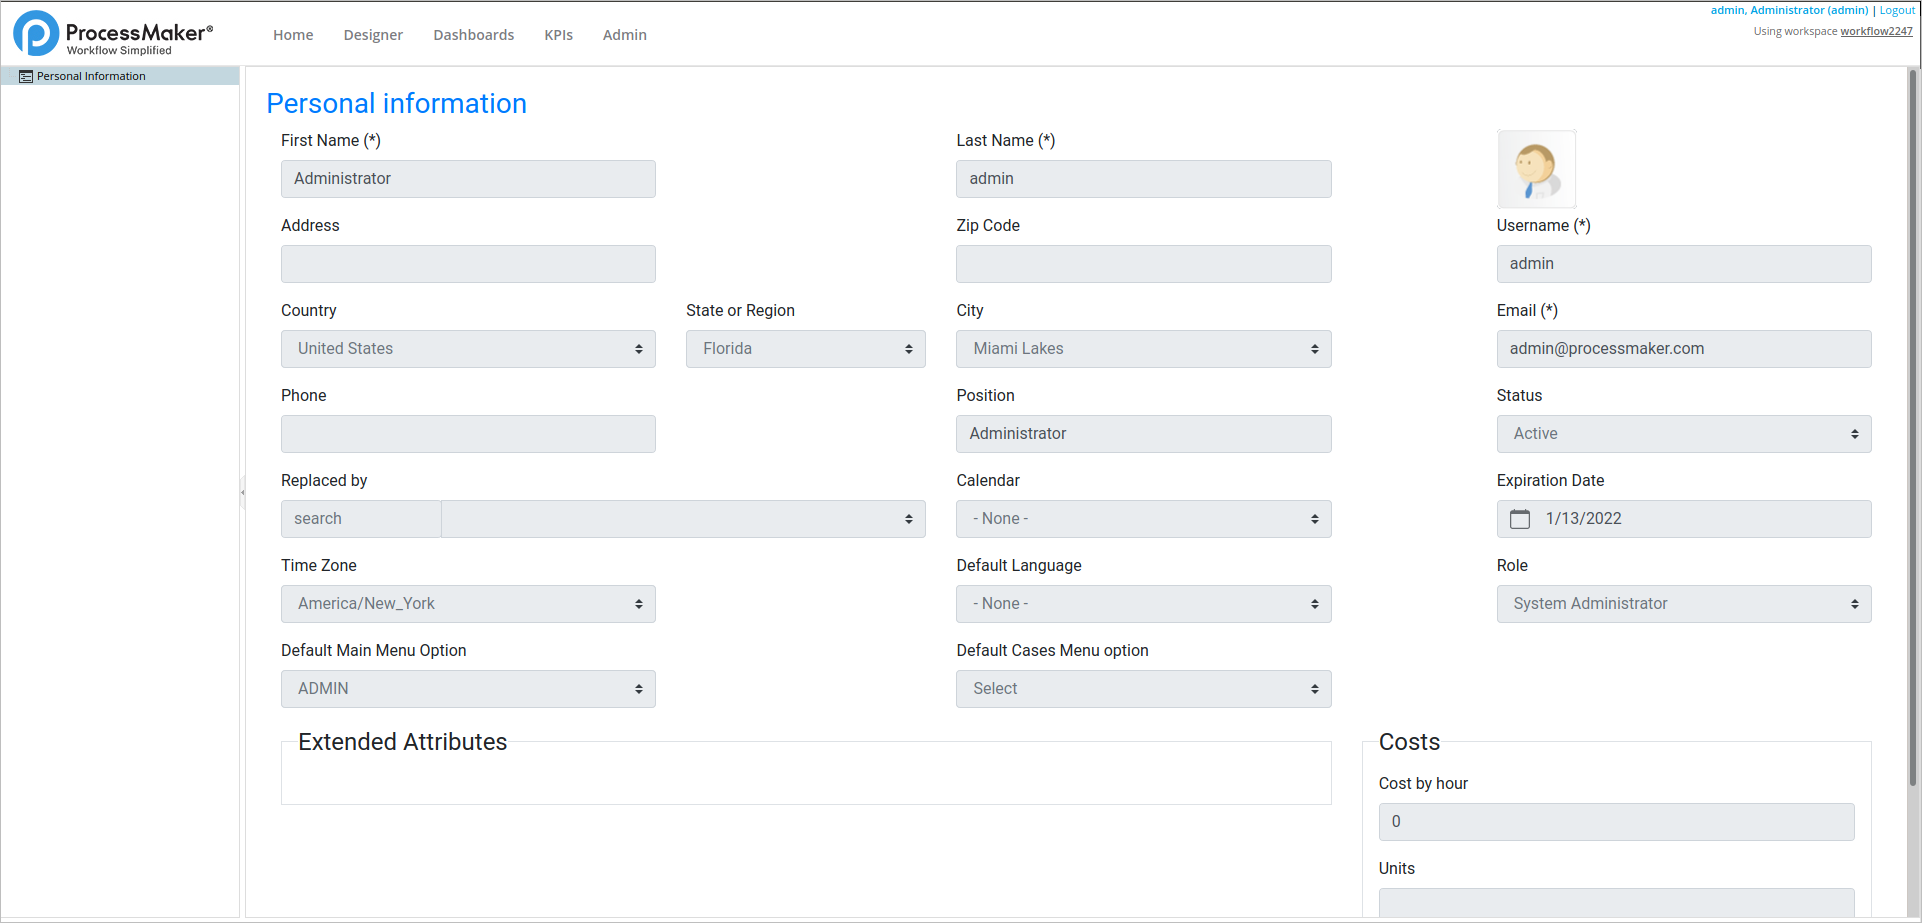 ProcessMaker®
Workflow Simplified
Home Designer Dashboards KPIs Admin
admin, Administrator (admin) | Logout
Using workspace workflow2247
Personal Information
Personal information
First Name (*) Last Name (*)
Administrator admin
Address Zip Code Username (*)
admin
Country State or Region City Email (*)
United States Florida Miami Lakes admin@processmaker.com
Phone Position Status
Administrator Active
Replaced by Calendar Expiration Date
search - None - 1/13/2022
Time Zone Default Language Role
America/New_York - None - System Administrator
Default Main Menu Option Default Cases Menu option
ADMIN Select
Extended Attributes Costs
Cost by hour
0
Units